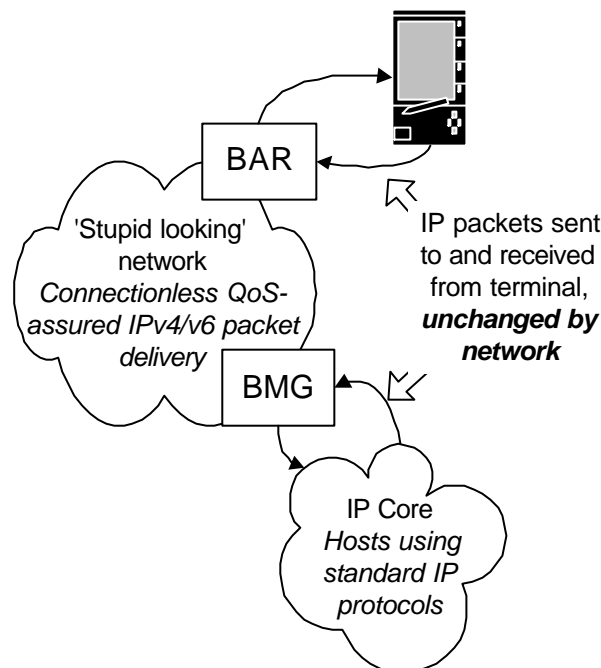 BAR
'Stupid looking'
network
Connectionless QoS-
assured IPv4/v6 packet
delivery
IP packets sent
to and received
from terminal,
unchanged by
network
BMG
IP Core
Hosts using
standard IP
protocols